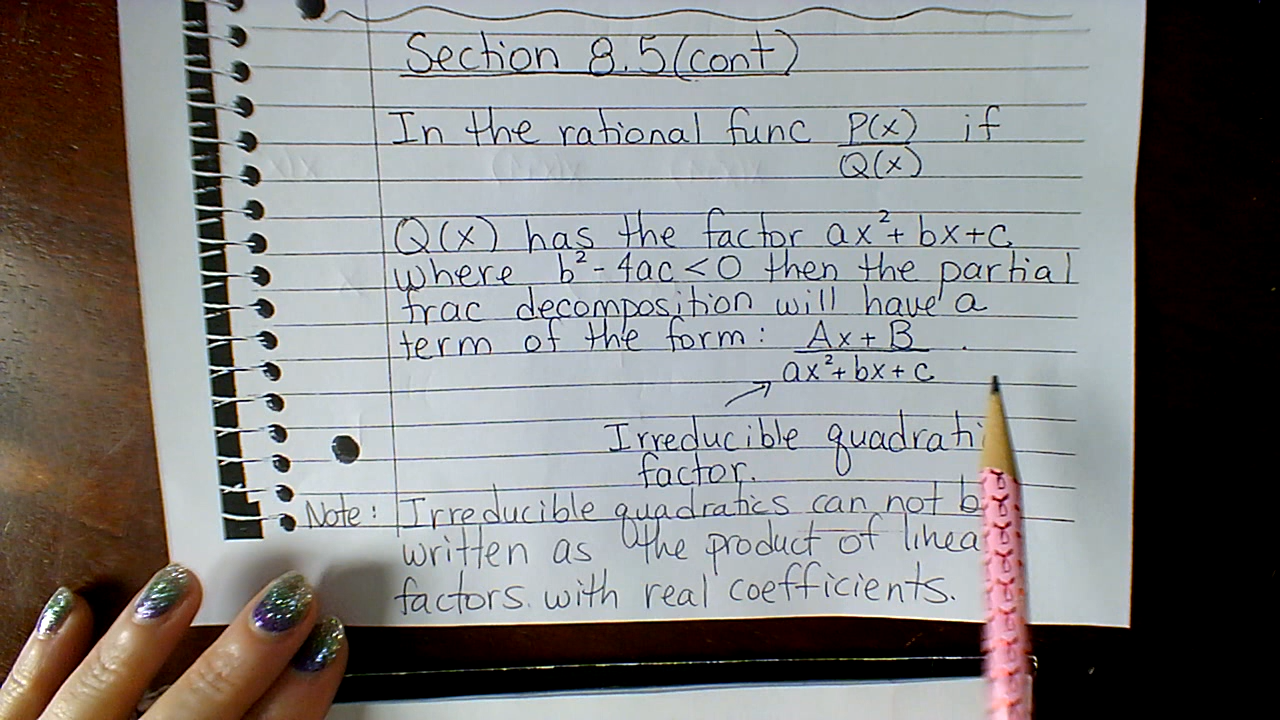 Section 8.5 (cont)
In the rational func P(x)/Q(x) if
Q(x) has the factor ax²+ bx+c
where b²- 4ac < 0 then the partial
frac decomposition will have a
term of the form: Ax + B / ax²+ bx + c .
Irreducible quadrati
factor.
Note: Irreducible quadratics can not b
written as the product of linea
factors with real coefficients.